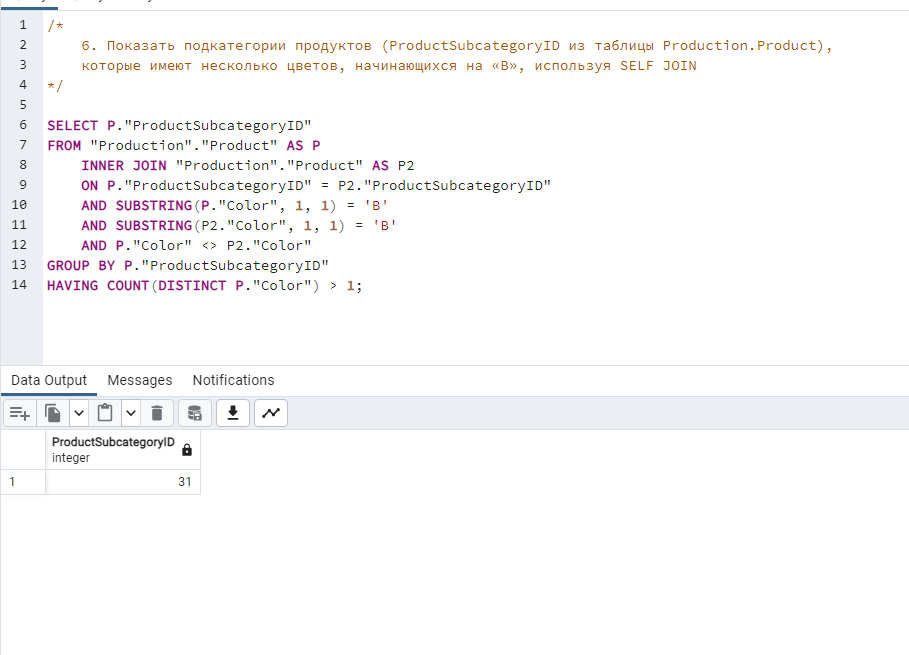 1 /*
2 6. Показать подкатегории продуктов (ProductSubcategoryID из таблицы Production.Product),
3 которые имеют несколько цветов, начинающихся на «B», используя SELF JOIN
4 */
5
6 SELECT P."ProductSubcategoryID"
7 FROM "Production"."Product" AS P
8 INNER JOIN "Production"."Product" AS P2
9 ON P."ProductSubcategoryID" = P2."ProductSubcategoryID"
10 AND SUBSTRING(P."Color", 1, 1) = 'B'
11 AND SUBSTRING(P2."Color", 1, 1) = 'B'
12 AND P."Color" <> P2."Color"
13 GROUP BY P."ProductSubcategoryID"
14 HAVING COUNT(DISTINCT P."Color") > 1;
Data Output Messages Notifications
ProductSubcategoryID
integer
1 31